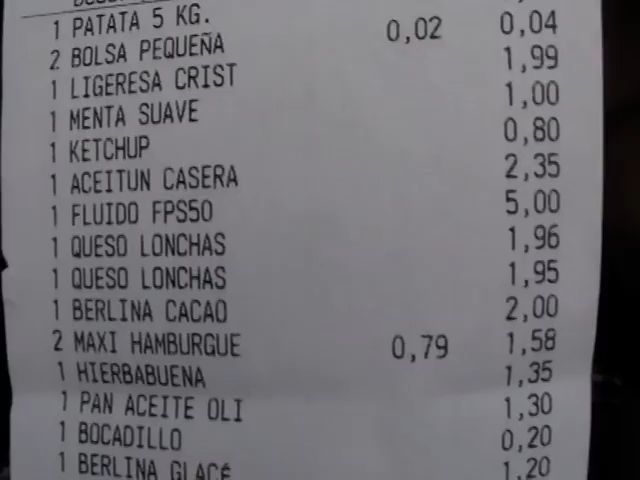 1 PATATA 5 KG.
2 BOLSA PEQUEÑA 0,02 0,04
1 LIGERESA CRIST 1,99
1 MENTA SUAVE 1,00
1 KETCHUP 0,80
1 ACEITUN CASERA 2,35
1 FLUIDO FPS50 5,00
1 QUESO LONCHAS 1,96
1 QUESO LONCHAS 1,95
1 BERLINA CACAO 2,00
2 MAXI HAMBURGUE 0,79 1,58
1 HIERBABUENA 1,35
1 PAN ACEITE OLI 1,30
1 BOCADILLO 0,20
1 BERLINA GLACÉ 1,20